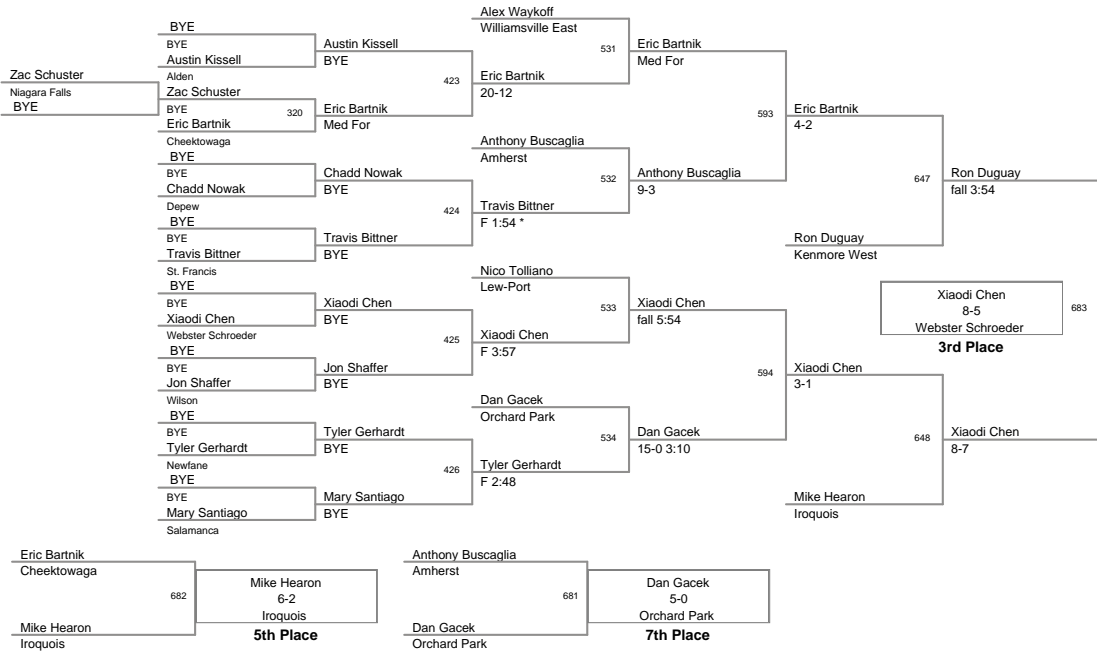 Zac Schuster
Niagara Falls
BYE
BYE
BYE
Austin Kissell
Alden
Zac Schuster
BYE
320
Eric Bartnik
Cheektowaga
BYE
BYE
Chadd Nowak
Depew
BYE
BYE
Travis Bittner
St. Francis
BYE
BYE
Xiaodi Chen
Webster Schroeder
BYE
BYE
Jon Shaffer
Wilson
BYE
BYE
Tyler Gerhardt
Newfane
BYE
BYE
Mary Santiago
Salamanca
Austin Kissell
BYE
423
Eric Bartnik
Med For
Chadd Nowak
BYE
424
Travis Bittner
BYE
Xiaodi Chen
BYE
425
Jon Shaffer
BYE
Tyler Gerhardt
BYE
426
Mary Santiago
BYE
Alex Waykoff
Williamsville East
531
Eric Bartnik
20-12
Anthony Buscaglia
Amherst
532
Travis Bittner
F 1:54 *
Nico Tolliano
Lew-Port
533
Xiaodi Chen
F 3:57
Dan Gacek
Orchard Park
534
Tyler Gerhardt
F 2:48
Eric Bartnik
Med For
593
Anthony Buscaglia
9-3
Xiaodi Chen
fall 5:54
594
Dan Gacek
15-0 3:10
Eric Bartnik
4-2
647
Ron Duguay
Kenmore West
Xiaodi Chen
3-1
648
Mike Hearon
Iroquois
Ron Duguay
fall 3:54
Xiaodi Chen
8-5
Webster Schroeder
683
3rd Place
Xiaodi Chen
8-7
Eric Bartnik
Cheektowaga
682
Mike Hearon
Iroquois
Mike Hearon
6-2
Iroquois
5th Place
Anthony Buscaglia
Amherst
681
Dan Gacek
Orchard Park
Dan Gacek
5-0
Orchard Park
7th Place